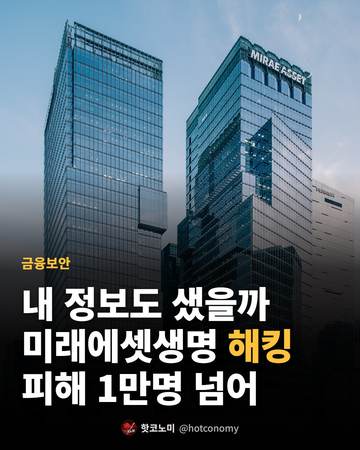 MIRAE ASSET
금융보안
내 정보도 샜을까
미래에셋생명 해킹
피해 1만명 넘어
핫코노미 @hotconomy